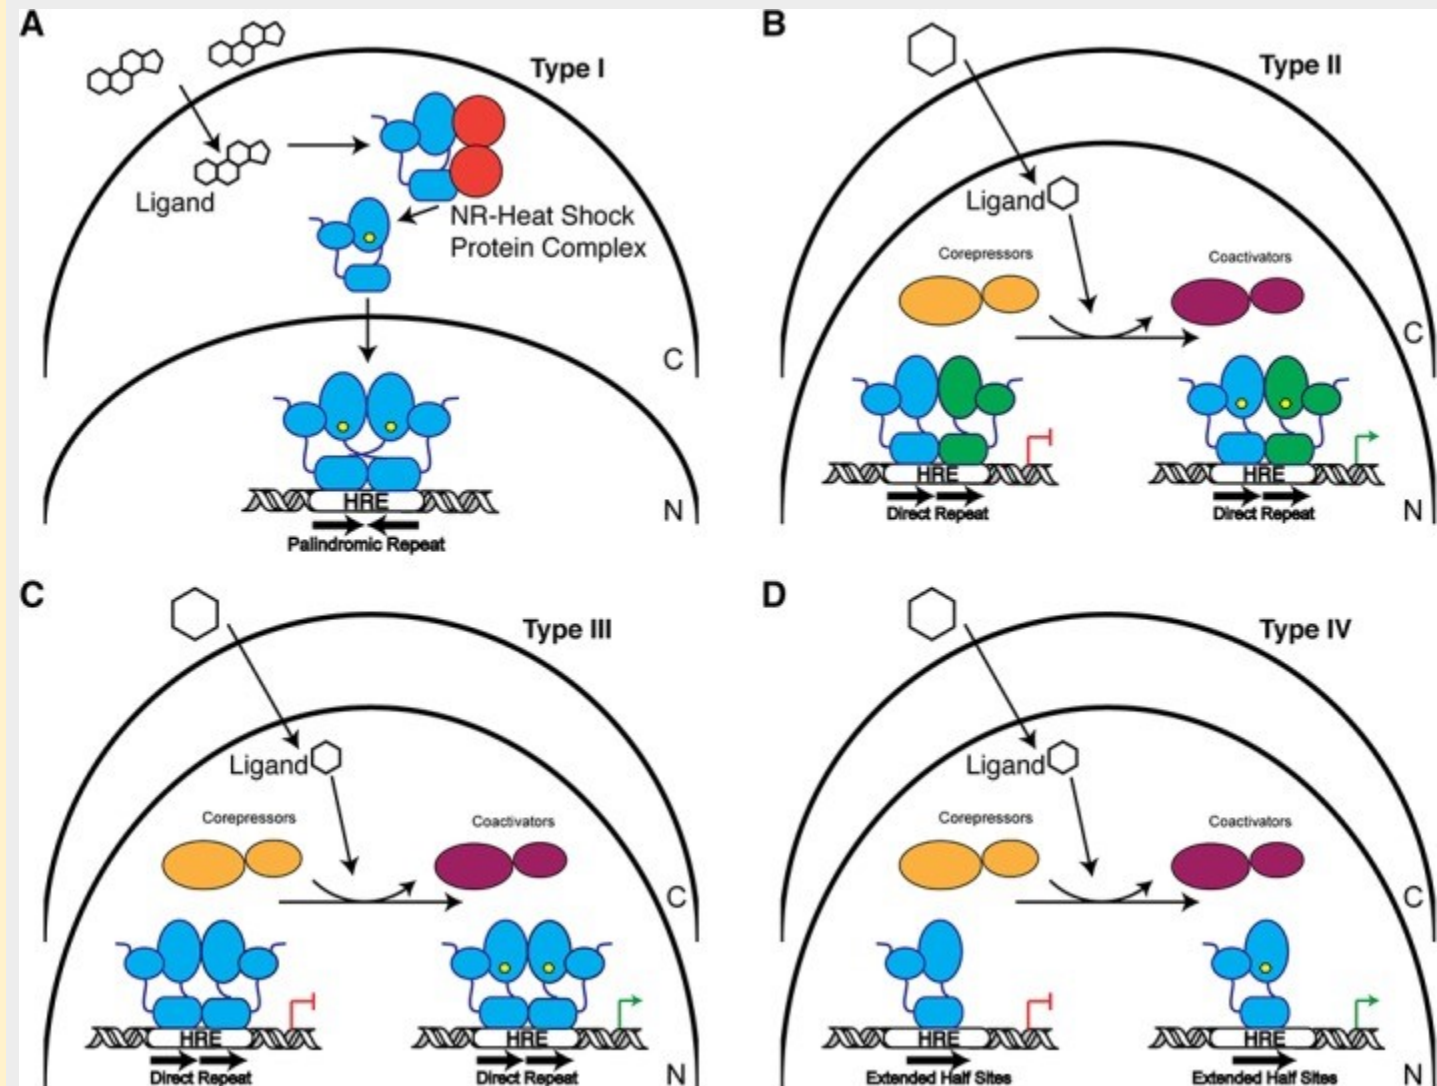 A
Type I
Ligand
NR-Heat Shock
Protein Complex
C
HRE
N
Palindromic Repeat
B
Type II
Ligand
Corepressors
Coactivators
C
HRE
HRE
Direct Repeat
Direct Repeat
N
C
Type III
Ligand
Corepressors
Coactivators
C
HRE
HRE
Direct Repeat
Direct Repeat
N
D
Type IV
Ligand
Corepressors
Coactivators
C
HRE
HRE
Extended Half Sites
Extended Half Sites
N